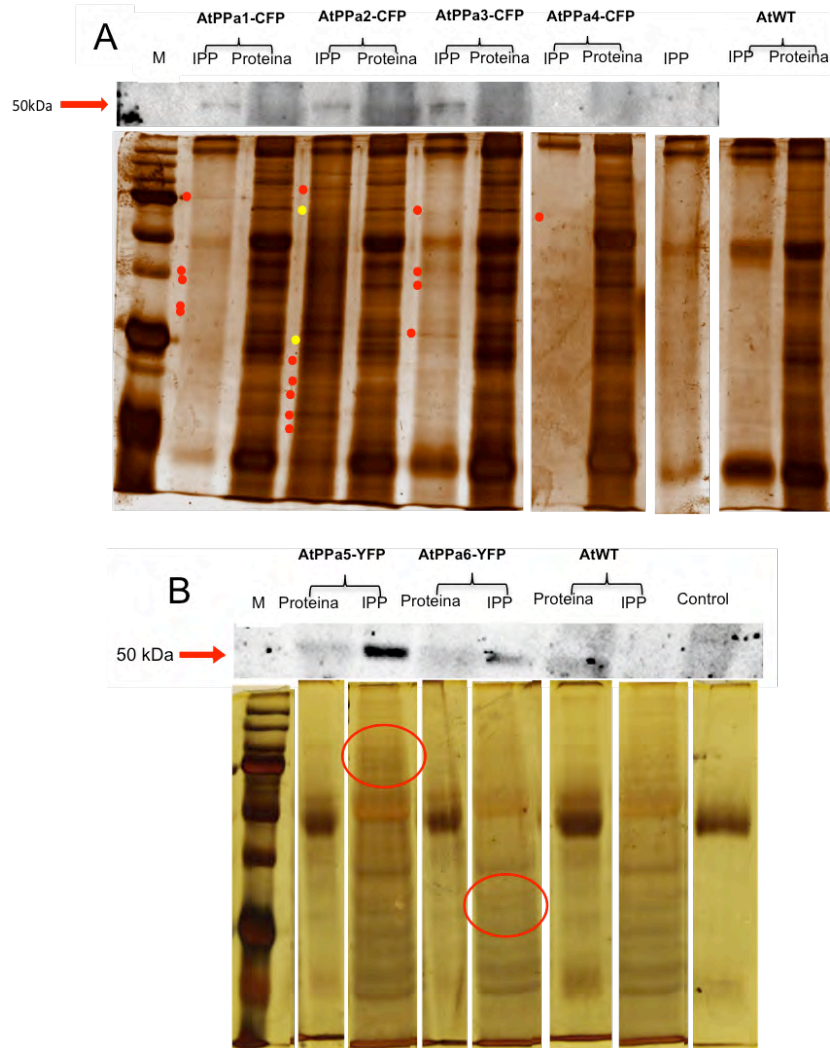 A
AtPPa1-CFP AtPPa2-CFP AtPPa3-CFP AtPPa4-CFP AtWT
M IPP Proteina IPP Proteina IPP Proteina IPP Proteina IPP IPP Proteina
50kDa
B
AtPPa5-YFP AtPPa6-YFP AtWT
M Proteina IPP Proteina IPP Proteina IPP Control
50 kDa